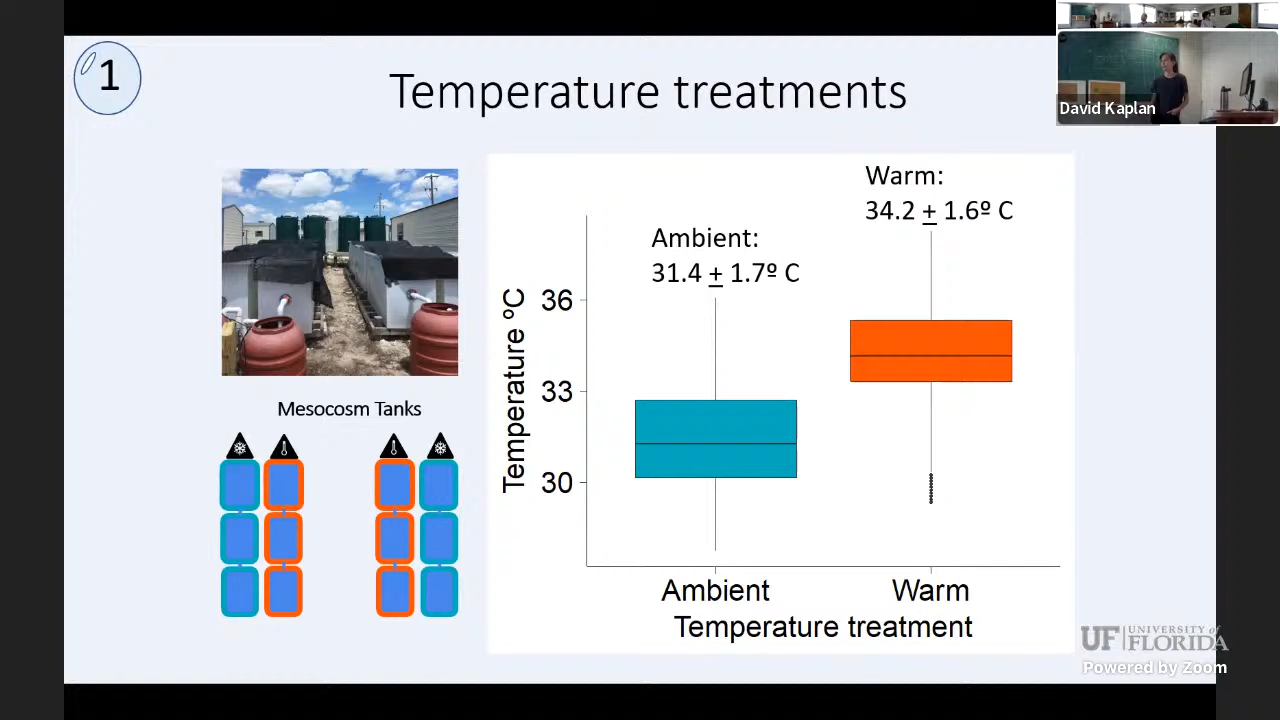 1
Temperature treatments
David Kaplan
Mesocosm Tanks
Warm:
34.2 + 1.6º C
Ambient:
31.4 + 1.7º C
Temperature ºC
36
33
30
Ambient
Warm
Temperature treatment
UF UNIVERSITY of FLORIDA
Powered by Zoom